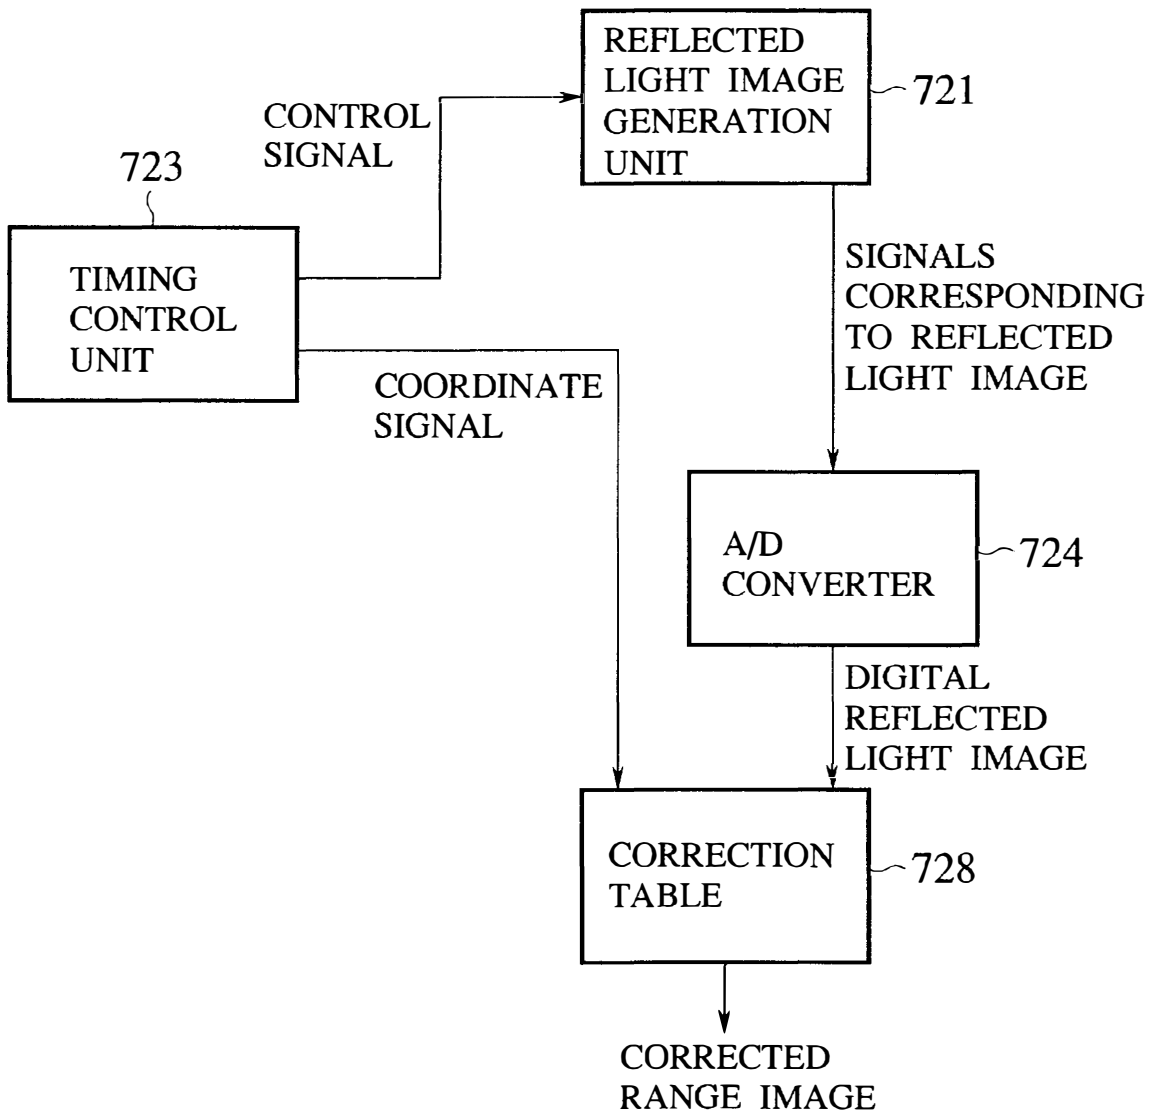 REFLECTED
LIGHT IMAGE
GENERATION
UNIT
721
CONTROL
SIGNAL
723
TIMING
CONTROL
UNIT
SIGNALS
CORRESPONDING
TO REFLECTED
LIGHT IMAGE
COORDINATE
SIGNAL
A/D
CONVERTER
724
DIGITAL
REFLECTED
LIGHT IMAGE
CORRECTION
TABLE
728
CORRECTED
RANGE IMAGE